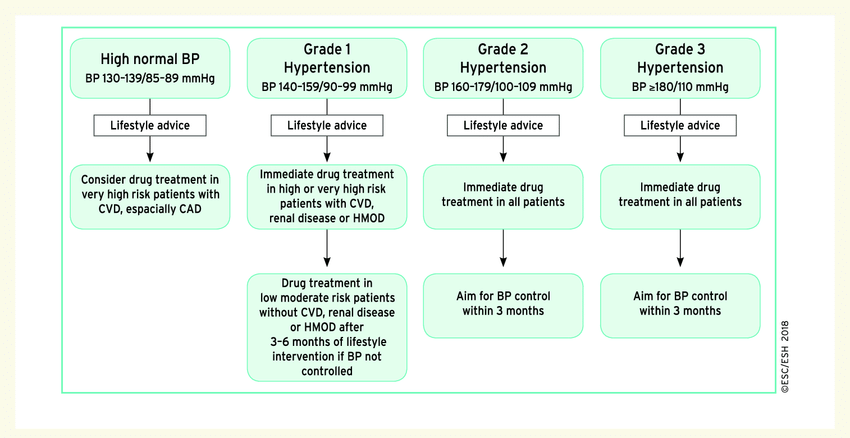 High normal BP
BP 130–139/85–89 mmHg
Lifestyle advice
Consider drug treatment in
very high risk patients with
CVD, espacially CAD
Grade 1
Hypertension
BP 140–159/90–99 mmHg
Lifestyle advice
Immediate drug treatment
in high or very high risk
patients with CVD,
renal disease or HMOD
Drug treatment in
low moderate risk patients
without CVD, renal disease
or HMOD after
3–6 months of lifestyle
intervention if BP not
controlled
Grade 2
Hypertension
BP 160–179/100–109 mmHg
Lifestyle advice
Immediate drug
treatment in all patients
Aim for BP control
within 3 months
Grade 3
Hypertension
BP ≥180/110 mmHg
Lifestyle advice
Immediate drug
treatment in all patients
Aim for BP control
within 3 months
©ESC/ESH 2018